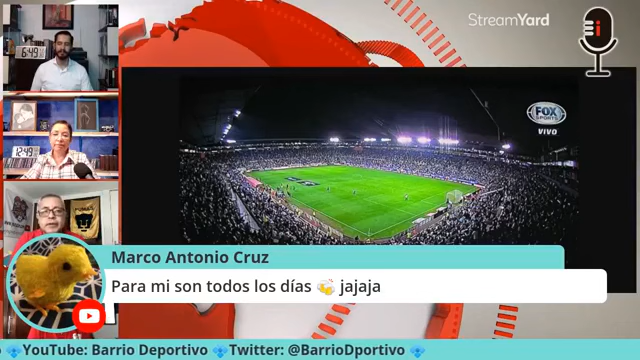 StreamYard
6:49
12:49
FOX
SPORTS
VIVO
Marco Antonio Cruz
Para mi son todos los días 🍻 jajaja
YouTube: Barrio Deportivo 💠Twitter: @BarrioDportivo 💠